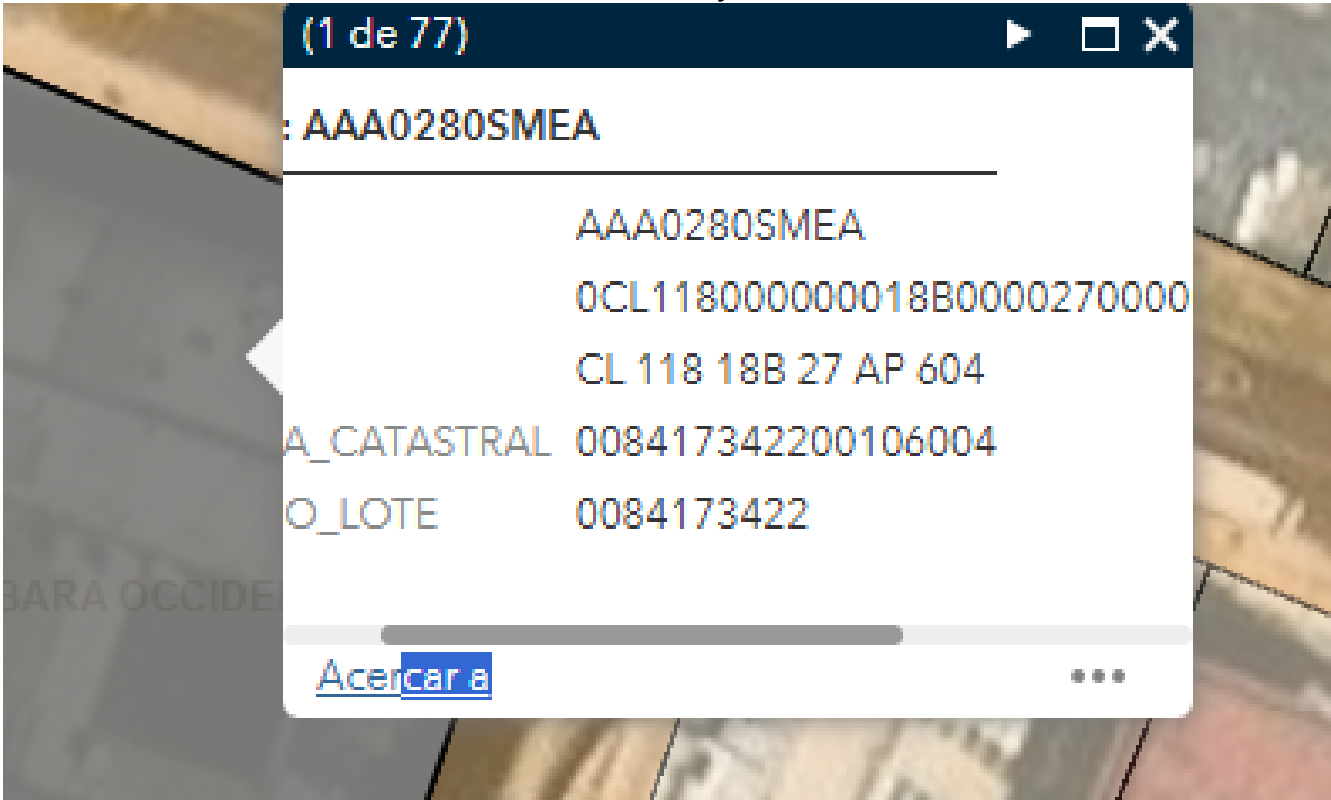 (1 de 77)
: AAA0280SMEA
AAA0280SMEA
0CL118000000018B0000270000
CL 118 18B 27 AP 604
A_CATASTRAL 008417342200106004
O_LOTE 0084173422
BARA OCCIDE
Acercar a